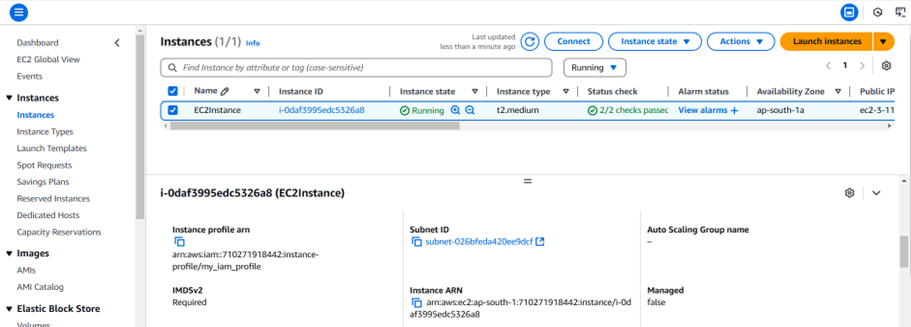 Dashboard
EC2 Global View
Events
Instances
Instances
Instance Types
Launch Templates
Spot Requests
Savings Plans
Reserved Instances
Dedicated Hosts
Capacity Reservations
Images
AMIs
AMI Catalog
Elastic Block Store
Volumes
Instances (1/1) Info
Last updated
less than a minute ago
Connect
Instance state
Actions
Launch instances
Find Instance by attribute or tag (case-sensitive)
Running
1
Name Instance ID Instance state Instance type Status check Alarm status Availability Zone Public IP
EC2Instance i-0daf3995edc5326a8 Running t2.medium 2/2 checks passec View alarms + ap-south-1a ec2-3-11
i-0daf3995edc5326a8 (EC2Instance)
Instance profile arn
arn:aws:iam::710271918442:instance-
profile/my_iam_profile
Subnet ID
subnet-026bfeda420ee9dcf
Auto Scaling Group name
–
IMDSv2
Required
Instance ARN
arn:aws:ec2:ap-south-1:710271918442:instance/i-0d
af3995edc5326a8
Managed
false